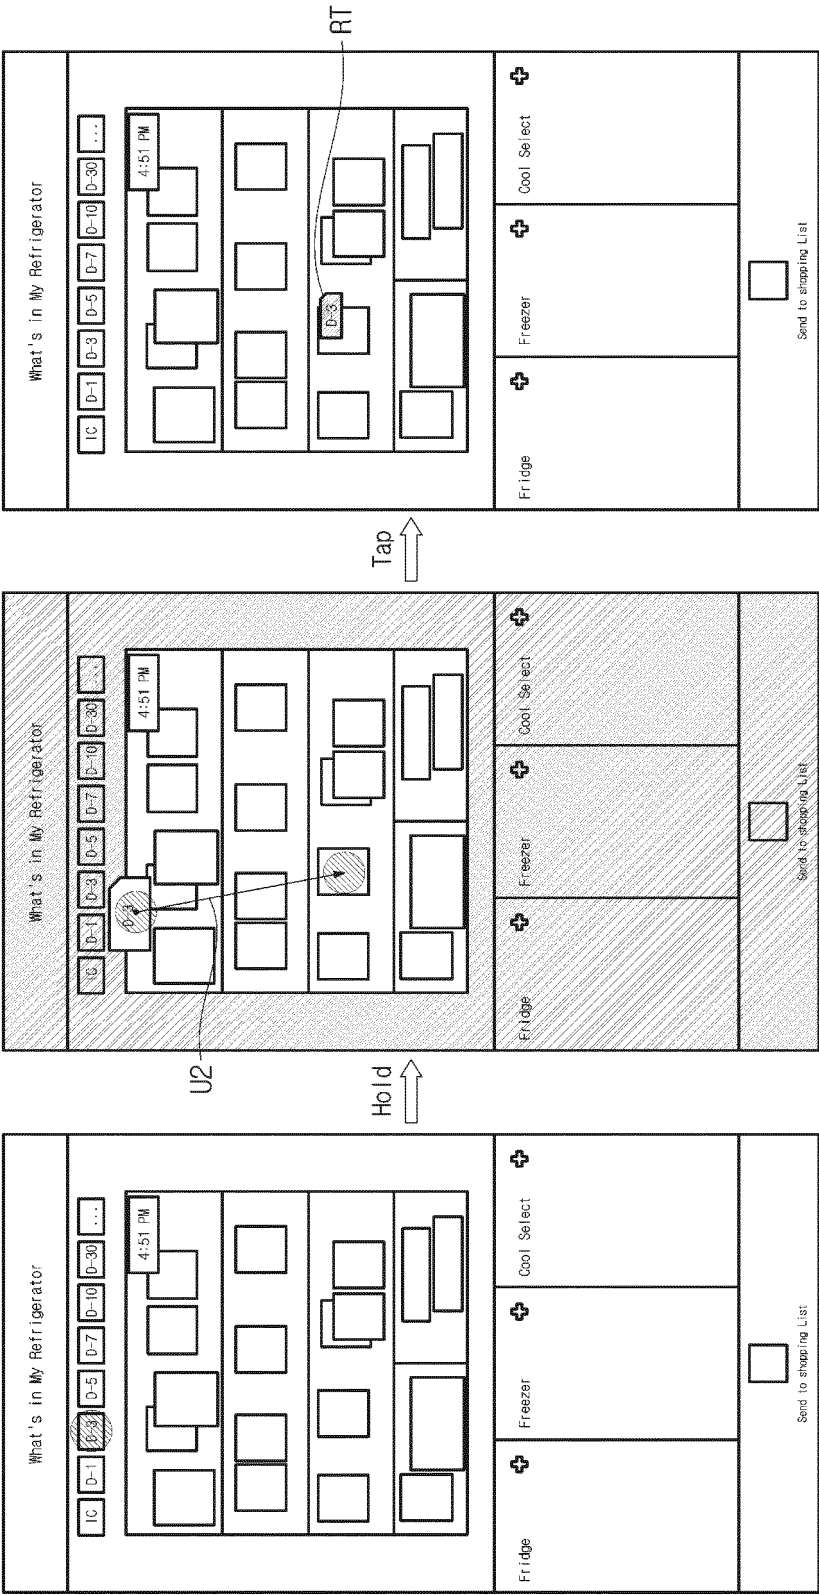 What's in My Refrigerator
IC D-1 D-3 D-5 D-7 D-10 D-30 ...
4:51 PM
Fridge Freezer Cool Select
Send to shopping List
Hold
What's in My Refrigerator
IC D-1 D-3 D-5 D-7 D-10 D-30 ...
4:51 PM
D-3
U2
Fridge Freezer Cool Select
Send to shopping List
Tap
What's in My Refrigerator
IC D-1 D-3 D-5 D-7 D-10 D-30 ...
4:51 PM
D-3
RT
Fridge Freezer Cool Select
Send to shopping List